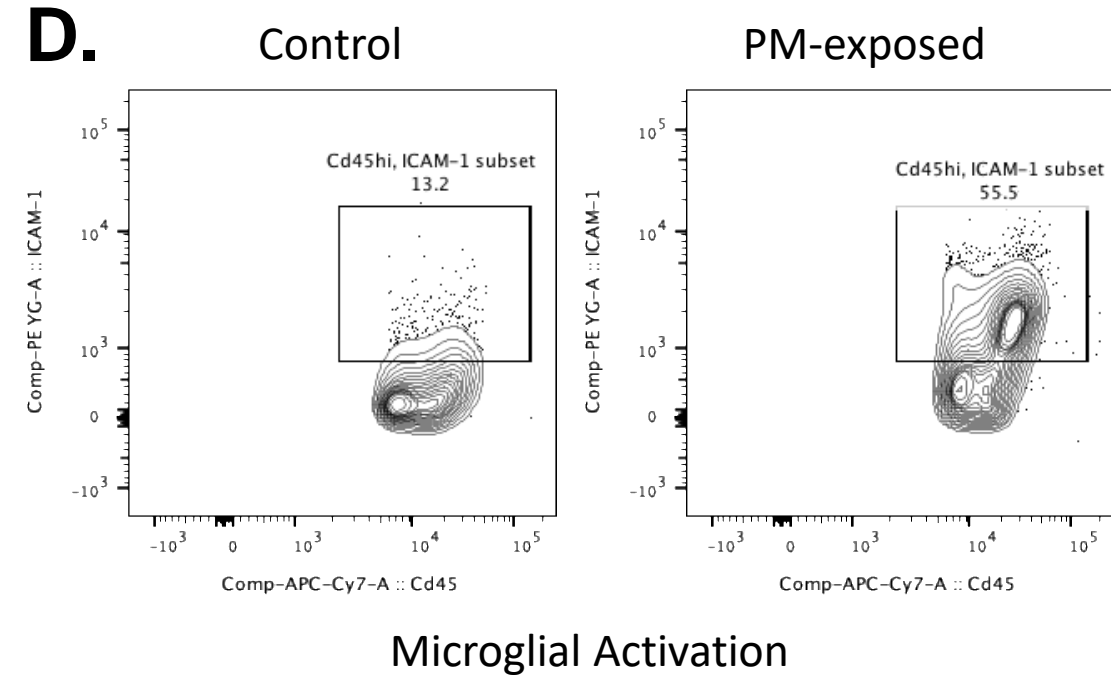 D.
Control
PM-exposed
10^5
10^4
10^3
0
-10^3
Comp-PE YG-A :: ICAM-1
Cd45hi, ICAM-1 subset
13.2
-10^3
0
10^3
10^4
10^5
Comp-APC-Cy7-A :: Cd45
10^5
10^4
10^3
0
-10^3
Comp-PE YG-A :: ICAM-1
Cd45hi, ICAM-1 subset
55.5
-10^3
0
10^3
10^4
10^5
Comp-APC-Cy7-A :: Cd45
Microglial Activation